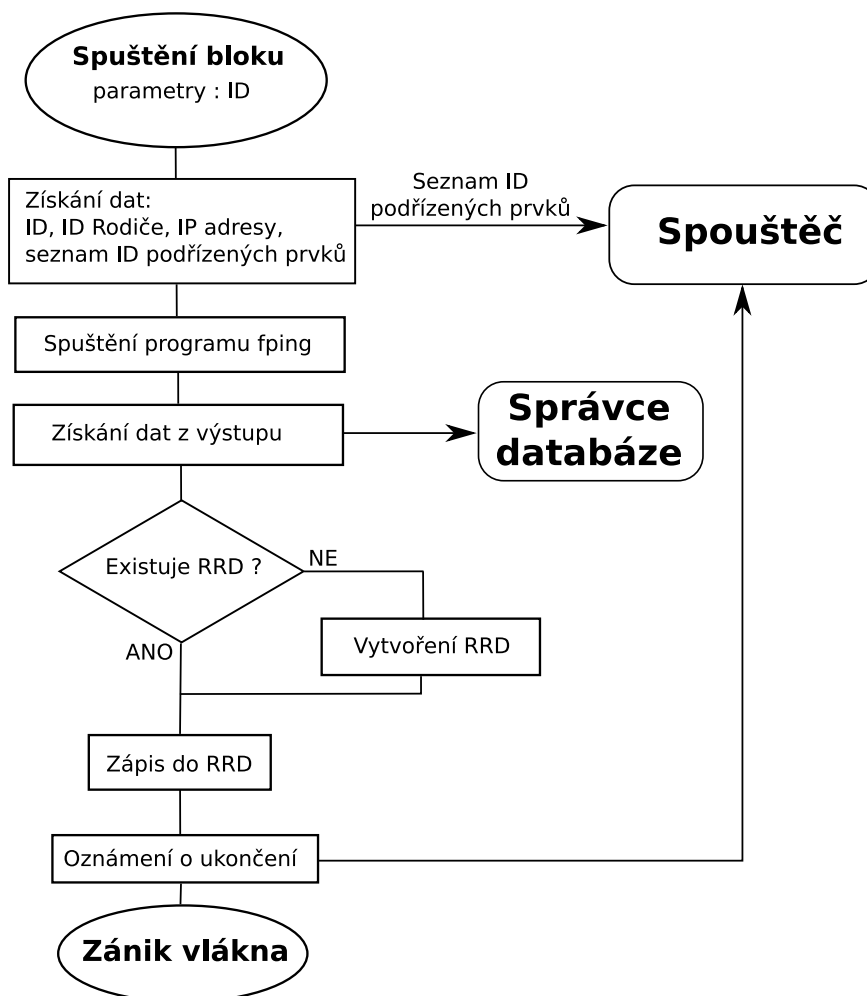 Spuštění bloku
parametry : ID
Získání dat:
ID, ID Rodiče, IP adresy,
seznam ID podřízených prvků
Seznam ID
podřízených prvků
Spouštěč
Spuštění programu fping
Získání dat z výstupu
Správce
databáze
Existuje RRD ?
NE
ANO
Vytvoření RRD
Zápis do RRD
Oznámení o ukončení
Zánik vlákna